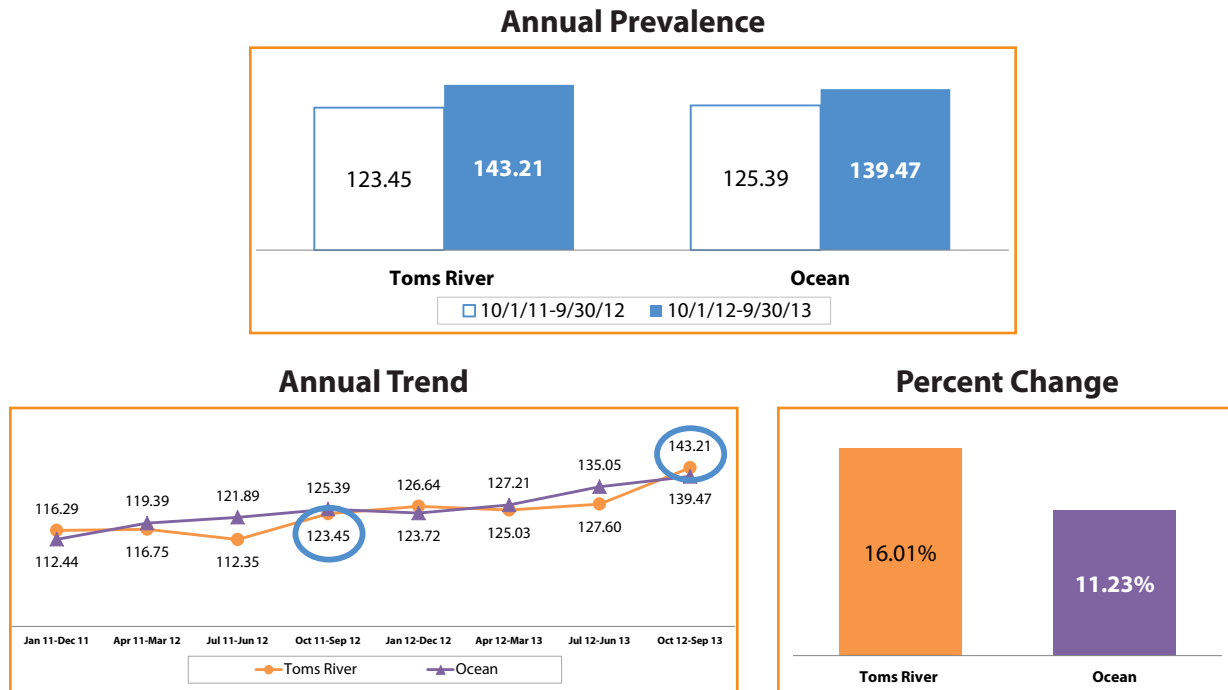 Annual Prevalence
123.45
143.21
125.39
139.47
Toms River
Ocean
10/1/11-9/30/12
10/1/12-9/30/13
Annual Trend
116.29
119.39
121.89
125.39
126.64
127.21
135.05
143.21
112.44
116.75
112.35
123.45
123.72
125.03
127.60
139.47
Jan 11-Dec 11
Apr 11-Mar 12
Jul 11-Jun 12
Oct 11-Sep 12
Jan 12-Dec 12
Apr 12-Mar 13
Jul 12-Jun 13
Oct 12-Sep 13
Toms River
Ocean
Percent Change
16.01%
11.23%
Toms River
Ocean